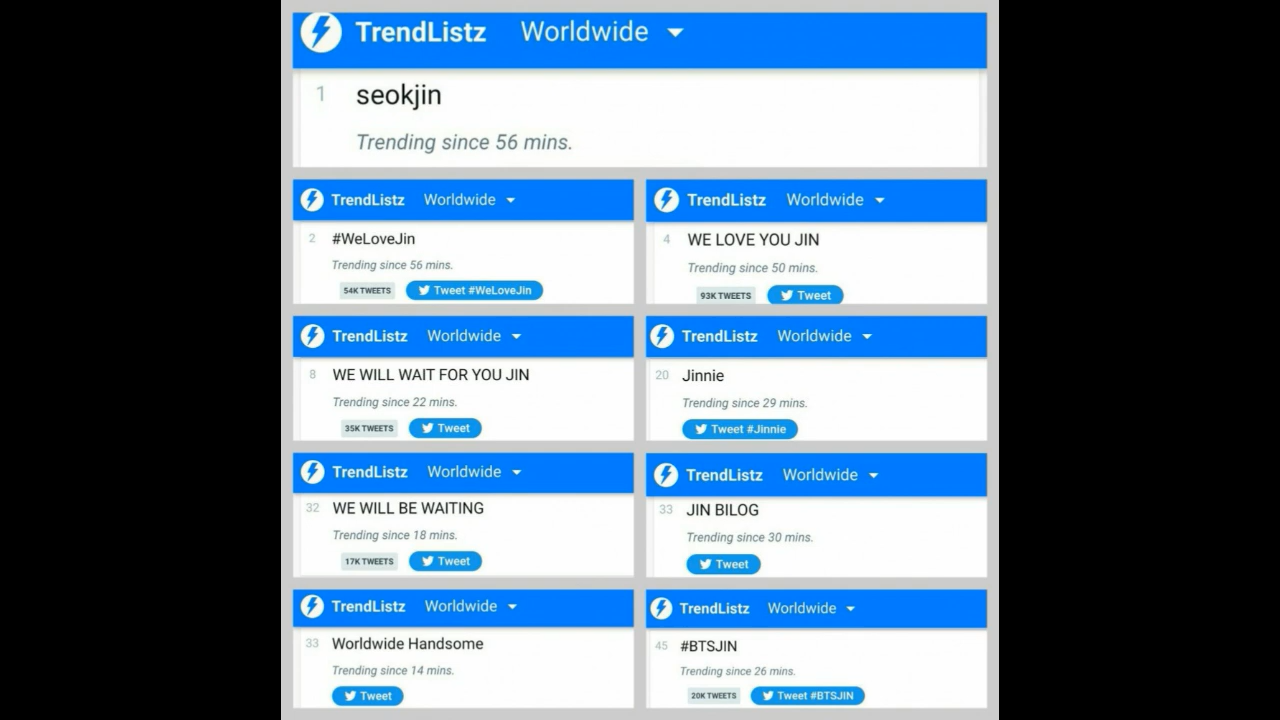 TrendListz Worldwide
1 seokjin
Trending since 56 mins.
TrendListz Worldwide
2 #WeLoveJin
Trending since 56 mins.
54K TWEETS Tweet #WeLoveJin
TrendListz Worldwide
4 WE LOVE YOU JIN
Trending since 50 mins.
93K TWEETS Tweet
TrendListz Worldwide
8 WE WILL WAIT FOR YOU JIN
Trending since 22 mins.
35K TWEETS Tweet
TrendListz Worldwide
20 Jinnie
Trending since 29 mins.
Tweet #Jinnie
TrendListz Worldwide
32 WE WILL BE WAITING
Trending since 18 mins.
17K TWEETS Tweet
TrendListz Worldwide
33 JIN BILOG
Trending since 30 mins.
Tweet
TrendListz Worldwide
33 Worldwide Handsome
Trending since 14 mins.
Tweet
TrendListz Worldwide
45 #BTSJIN
Trending since 26 mins.
20K TWEETS Tweet #BTSJIN